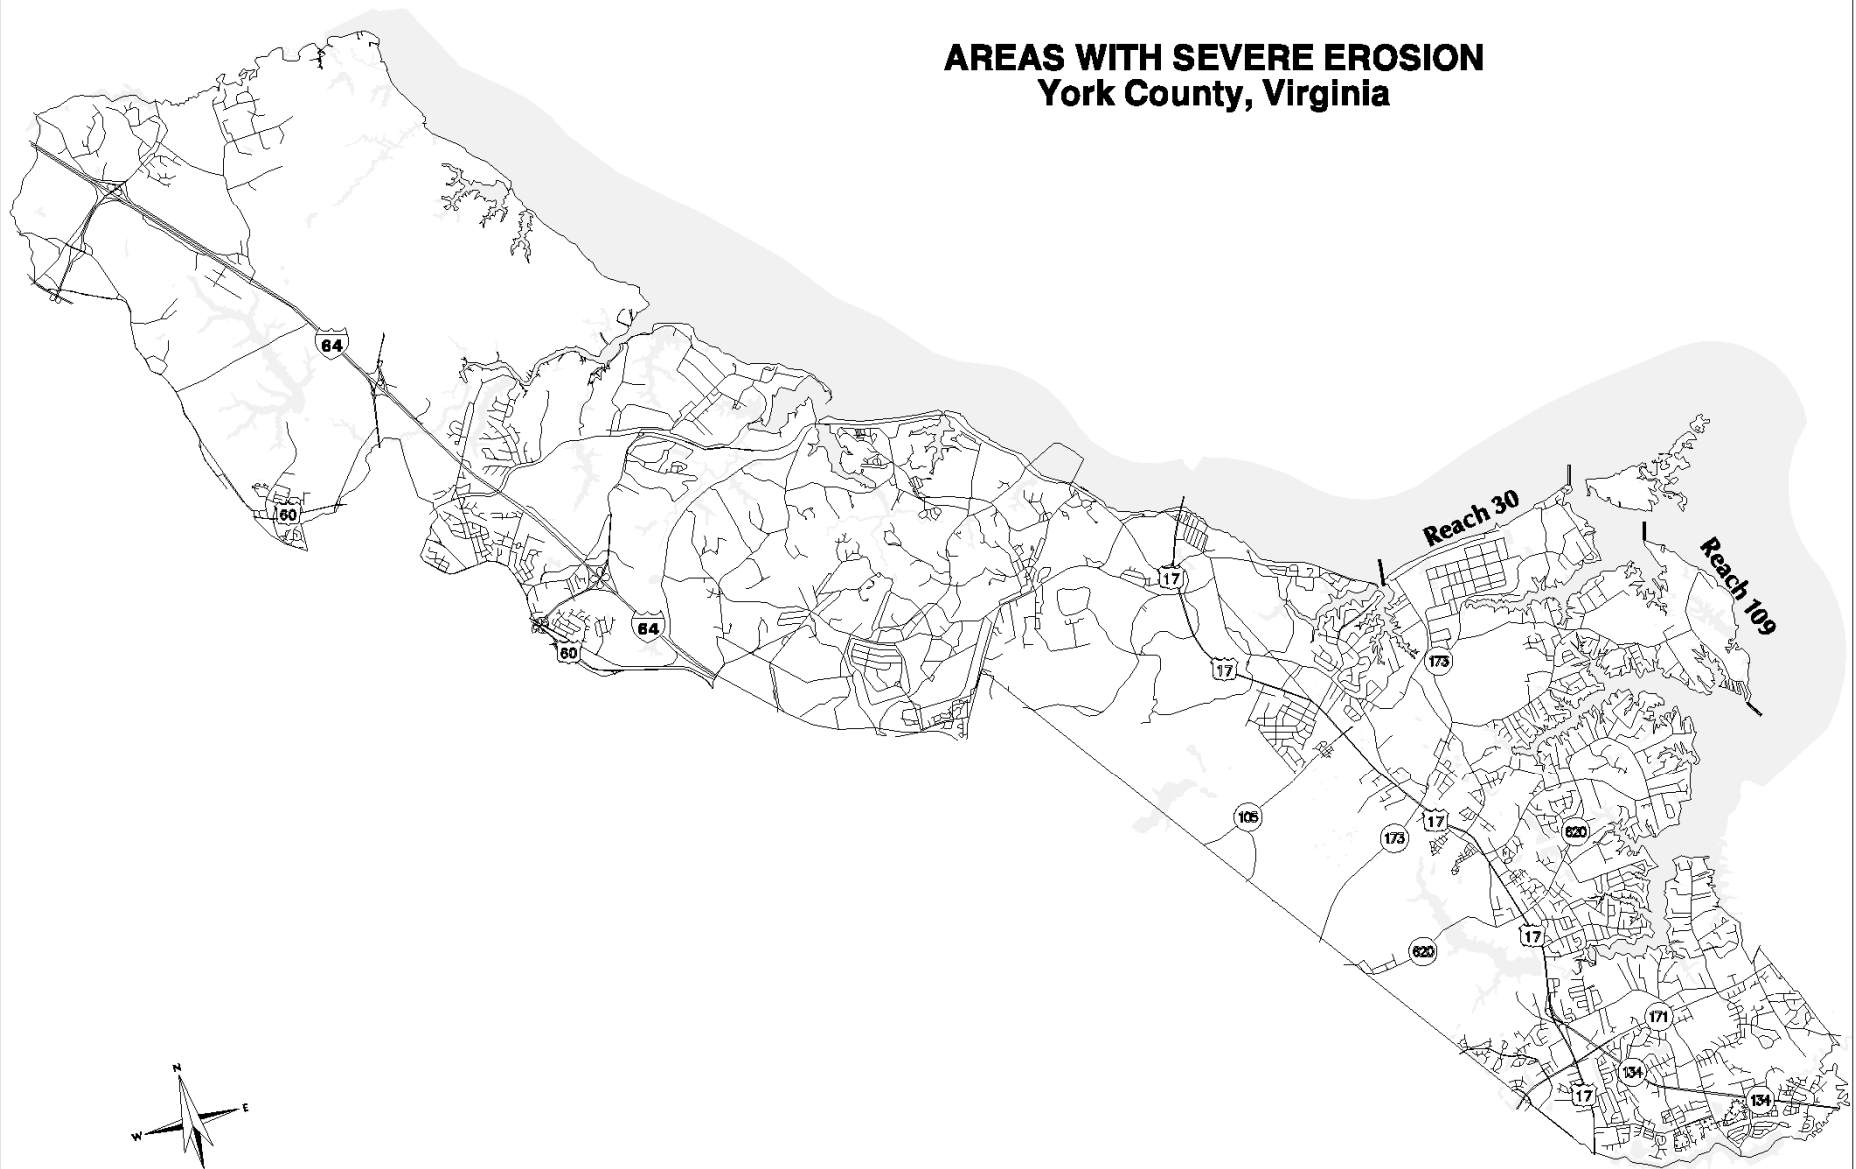 AREAS WITH SEVERE EROSION
York County, Virginia
64
60
Reach 30
17
Reach 109
64
60
17
173
105
173
17
620
17
620
171
134
17
134
N
E
W